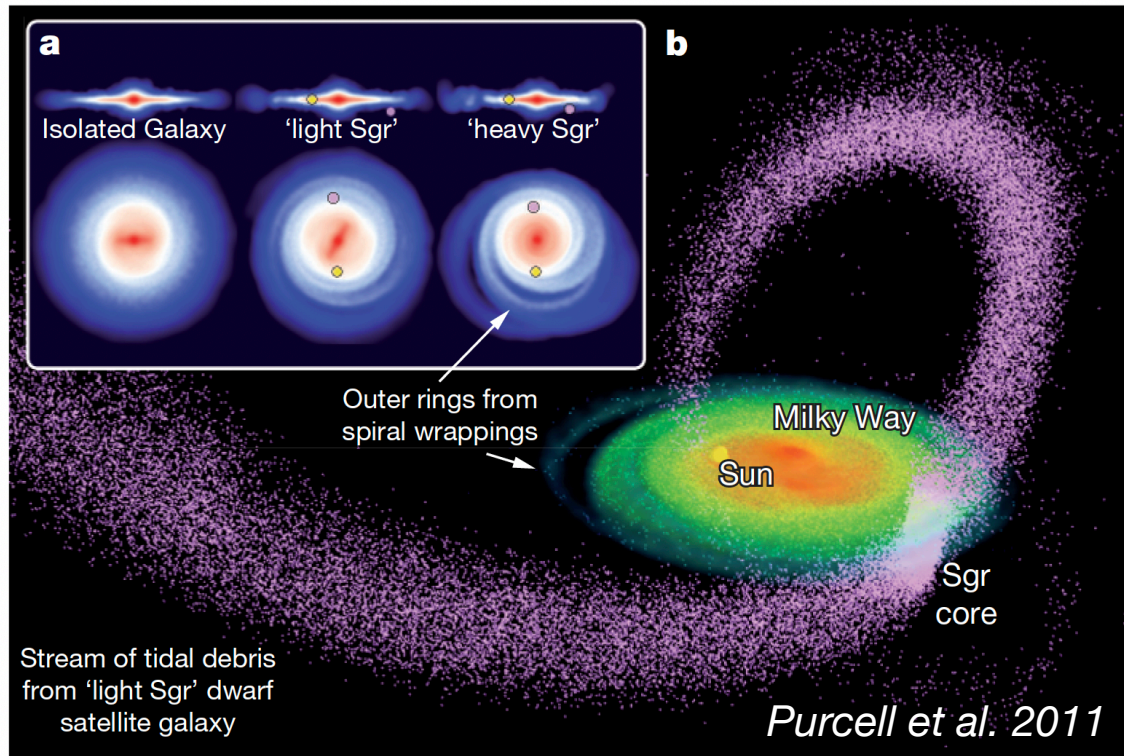 a
b
Isolated Galaxy
‘light Sgr’
‘heavy Sgr’
Outer rings from
spiral wrappings
Milky Way
Sun
Sgr
core
Stream of tidal debris
from ‘light Sgr’ dwarf
satellite galaxy
Purcell et al. 2011